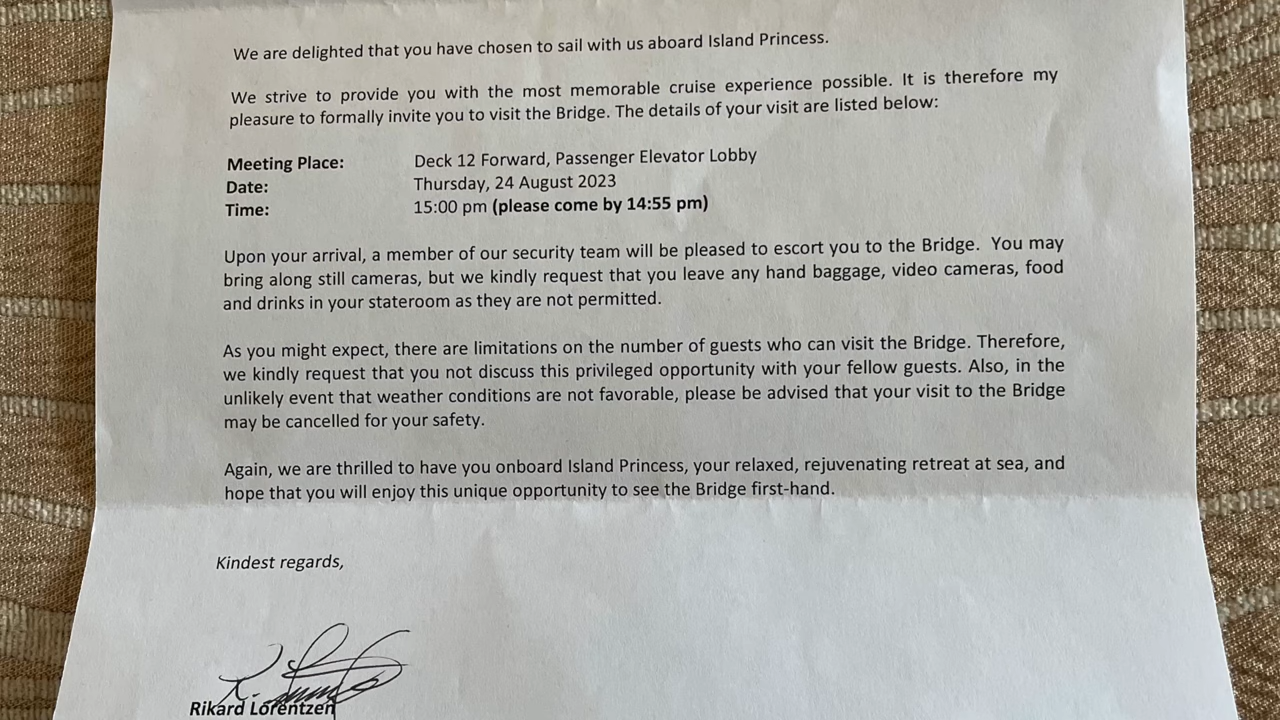 We are delighted that you have chosen to sail with us aboard Island Princess.
We strive to provide you with the most memorable cruise experience possible. It is therefore my
pleasure to formally invite you to visit the Bridge. The details of your visit are listed below:
Meeting Place: Deck 12 Forward, Passenger Elevator Lobby
Date: Thursday, 24 August 2023
Time: 15:00 pm (please come by 14:55 pm)
Upon your arrival, a member of our security team will be pleased to escort you to the Bridge. You may
bring along still cameras, but we kindly request that you leave any hand baggage, video cameras, food
and drinks in your stateroom as they are not permitted.
As you might expect, there are limitations on the number of guests who can visit the Bridge. Therefore,
we kindly request that you not discuss this privileged opportunity with your fellow guests. Also, in the
unlikely event that weather conditions are not favorable, please be advised that your visit to the Bridge
may be cancelled for your safety.
Again, we are thrilled to have you onboard Island Princess, your relaxed, rejuvenating retreat at sea, and
hope that you will enjoy this unique opportunity to see the Bridge first-hand.
Kindest regards,
Rikard Lorentzen